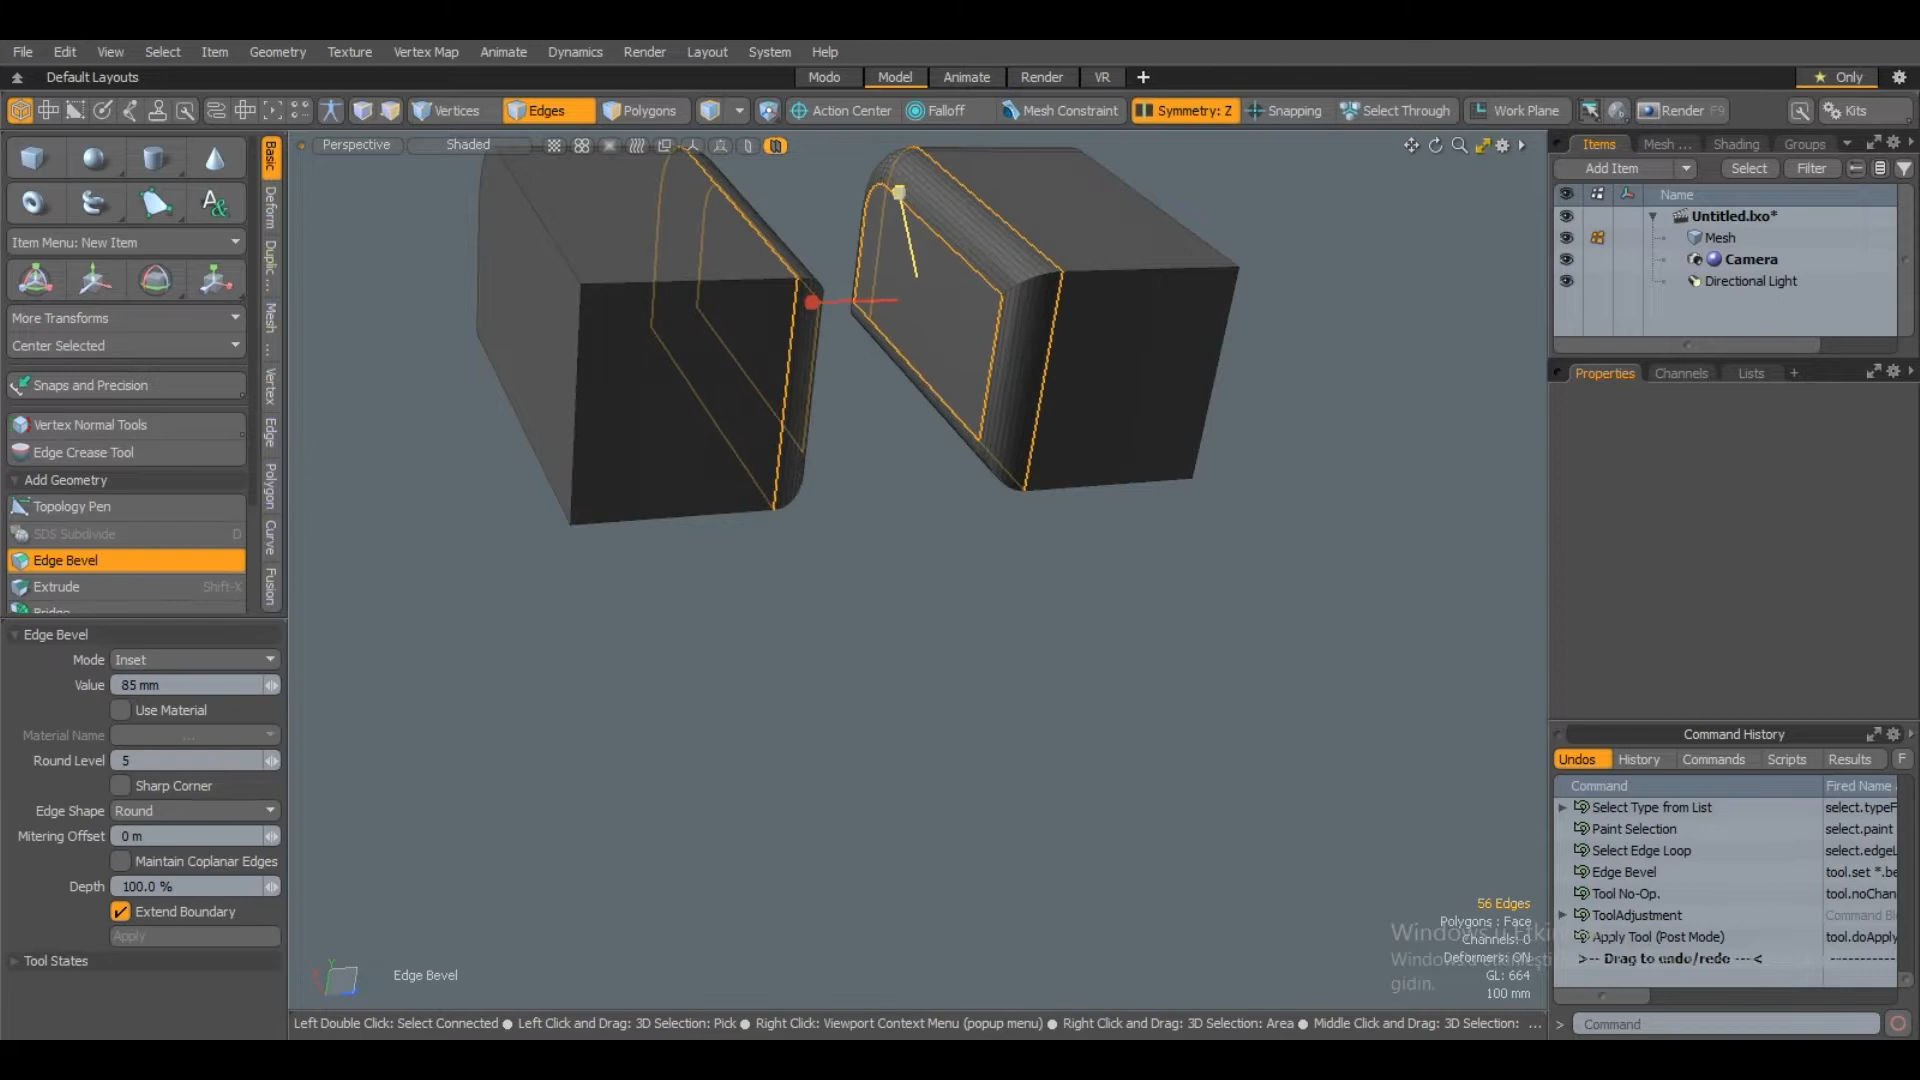 File Edit View Select Item Geometry Texture Vertex Map Animate Dynamics Render Layout System Help
Default Layouts Modo Model Animate Render VR + Only
Vertices Edges Polygons Action Center Falloff Mesh Constraint Symmetry: Z Snapping Select Through Work Plane Render F9 Kits
Perspective Shaded
Item Menu: New Item
More Transforms
Center Selected
Snaps and Precision
Vertex Normal Tools
Edge Crease Tool
Add Geometry
Topology Pen
SDS Subdivide D
Edge Bevel
Extrude Shift-X
Bridge
Basic
Deform
Duplic ...
Mesh ...
Vertex
Edge
Polygon
Curve
Fusion
Edge Bevel
Mode Inset
Value 85 mm
Use Material
Material Name ...
Round Level 5
Sharp Corner
Edge Shape Round
Mitering Offset 0 m
Maintain Coplanar Edges
Depth 100.0 %
Extend Boundary
Apply
Tool States
Edge Bevel
56 Edges
Polygons : Face
Channels: 0
Deformers: ON
GL: 664
100 mm
gidin.
Left Double Click: Select Connected ● Left Click and Drag: 3D Selection: Pick ● Right Click: Viewport Context Menu (popup menu) ● Right Click and Drag: 3D Selection: Area ● Middle Click and Drag: 3D Selection: ...
Items Mesh ... Shading Groups
Add Item Select Filter
Name
Untitled.lxo*
Mesh
Camera
Directional Light
Properties Channels Lists +
Command History
Undos History Commands Scripts Results F
Command Fired Name
Select Type from List select.typeF
Paint Selection select.paint
Select Edge Loop select.edgeL
Edge Bevel tool.set *.be
Tool No-Op. tool.noChan
ToolAdjustment Command Bl
Apply Tool (Post Mode) tool.doApply
>-- Drag to undo/redo ---< -----------
> Command